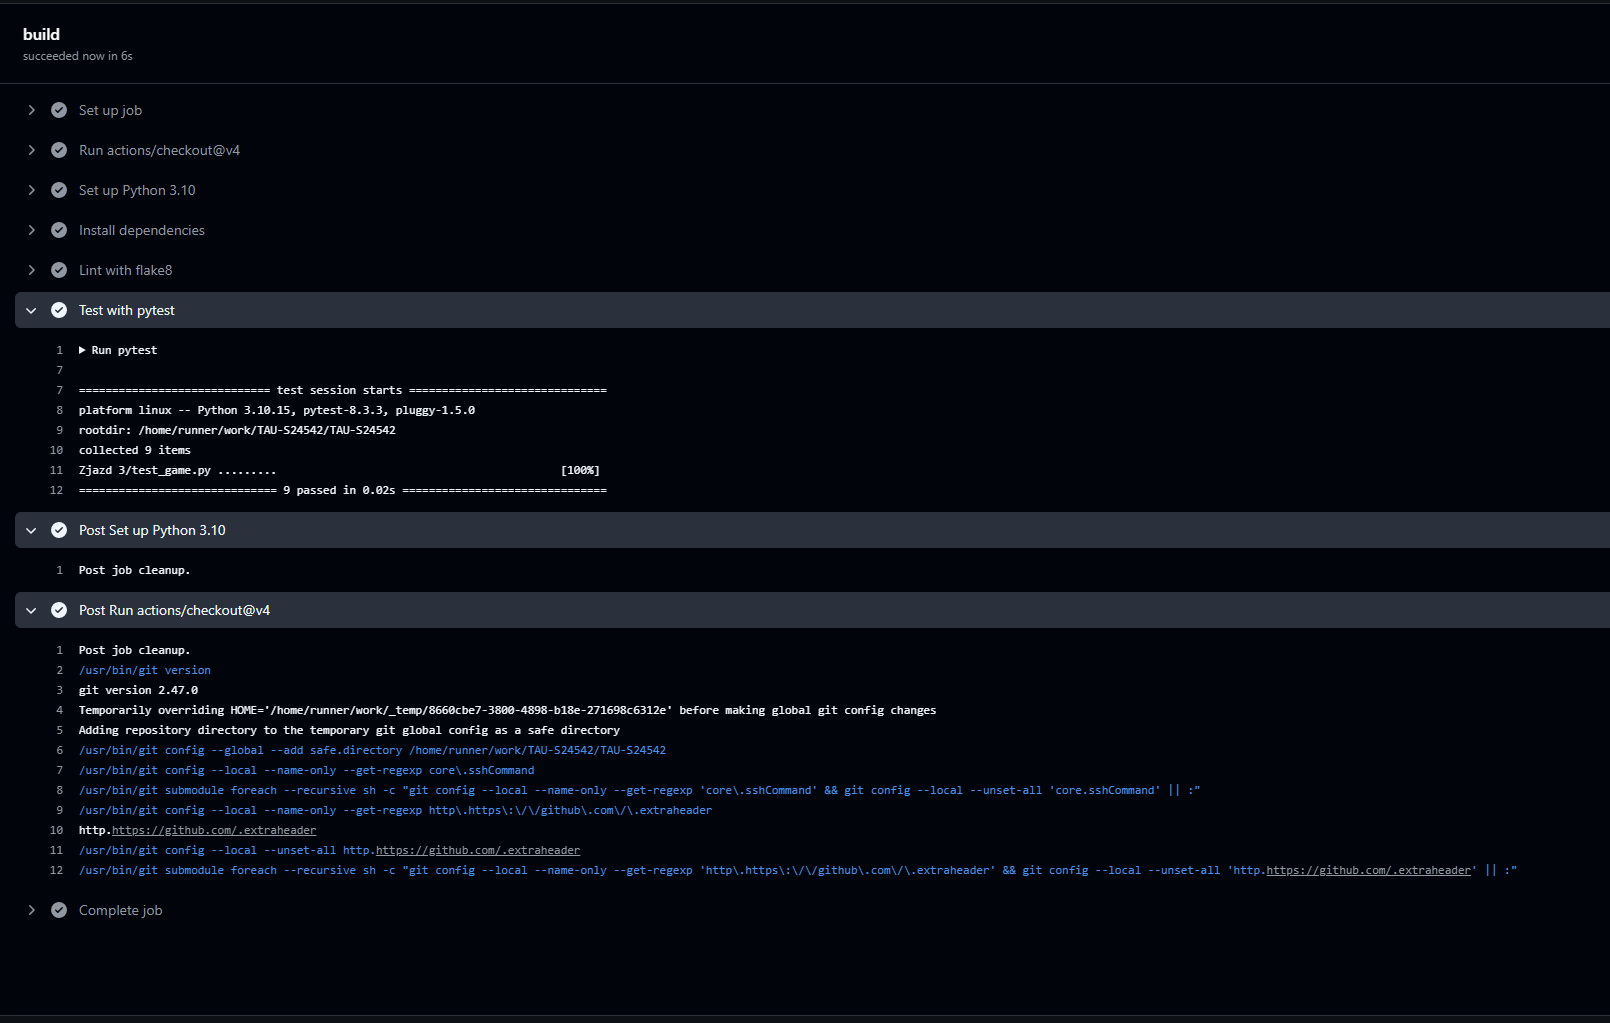 build
succeeded now in 6s
Set up job
Run actions/checkout@v4
Set up Python 3.10
Install dependencies
Lint with flake8
Test with pytest
1 Run pytest
7
7 ============================= test session starts ==============================
8 platform linux -- Python 3.10.15, pytest-8.3.3, pluggy-1.5.0
9 rootdir: /home/runner/work/TAU-S24542/TAU-S24542
10 collected 9 items
11 Zjazd 3/test_game.py ......... [100%]
12 ============================== 9 passed in 0.02s ===============================
Post Set up Python 3.10
1 Post job cleanup.
Post Run actions/checkout@v4
1 Post job cleanup.
2 /usr/bin/git version
3 git version 2.47.0
4 Temporarily overriding HOME='/home/runner/work/_temp/8660cbe7-3800-4898-b18e-271698c6312e' before making global git config changes
5 Adding repository directory to the temporary git global config as a safe directory
6 /usr/bin/git config --global --add safe.directory /home/runner/work/TAU-S24542/TAU-S24542
7 /usr/bin/git config --local --name-only --get-regexp core\.sshCommand
8 /usr/bin/git submodule foreach --recursive sh -c "git config --local --name-only --get-regexp 'core\.sshCommand' && git config --local --unset-all 'core.sshCommand' || :"
9 /usr/bin/git config --local --name-only --get-regexp http\.https\:\/\/github\.com\/\.extraheader
10 http.https://github.com/.extraheader
11 /usr/bin/git config --local --unset-all http.https://github.com/.extraheader
12 /usr/bin/git submodule foreach --recursive sh -c "git config --local --name-only --get-regexp 'http\.https\:\/\/github\.com\/\.extraheader' && git config --local --unset-all 'http.https://github.com/.extraheader' || :"
Complete job